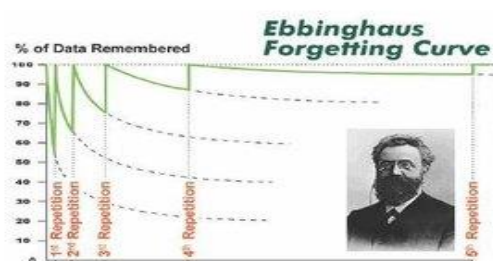 Ebbinghaus
Forgetting Curve
% of Data Remembered
100
90
80
70
60
50
40
30
20
10
0
1st Repetition
2nd Repetition
3rd Repetition
4th Repetition
5th Repetition